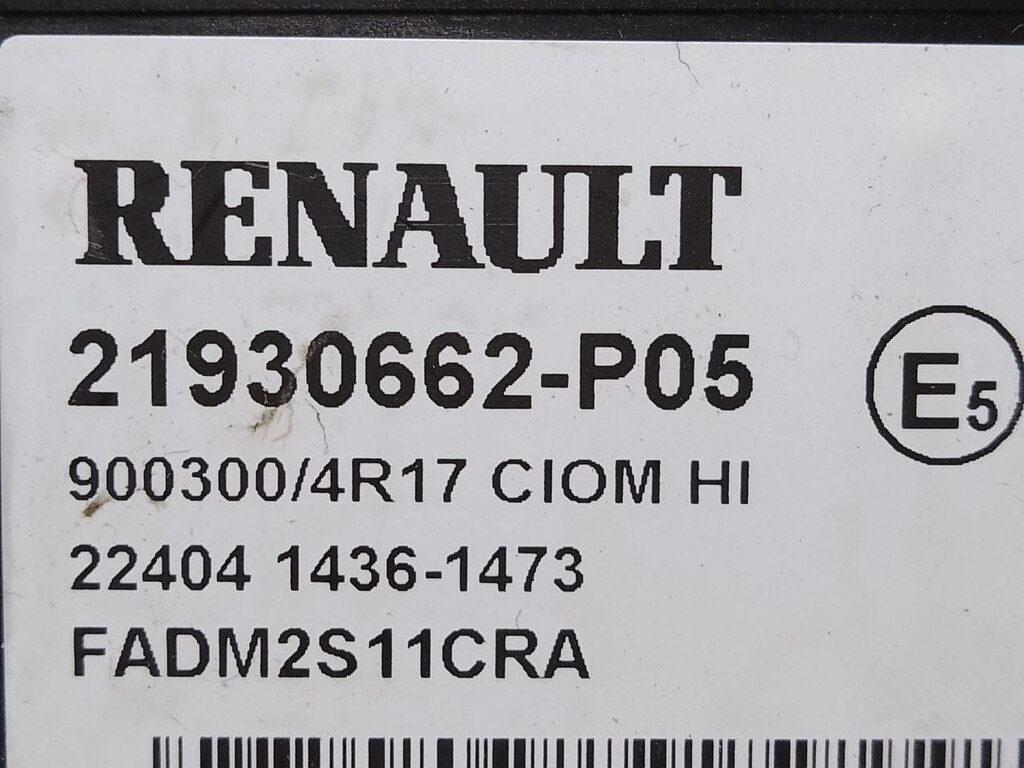 RENAULT
21930662-P05
E5
900300/4R17 CIOM HI
22404 1436-1473
FADM2S11CRA